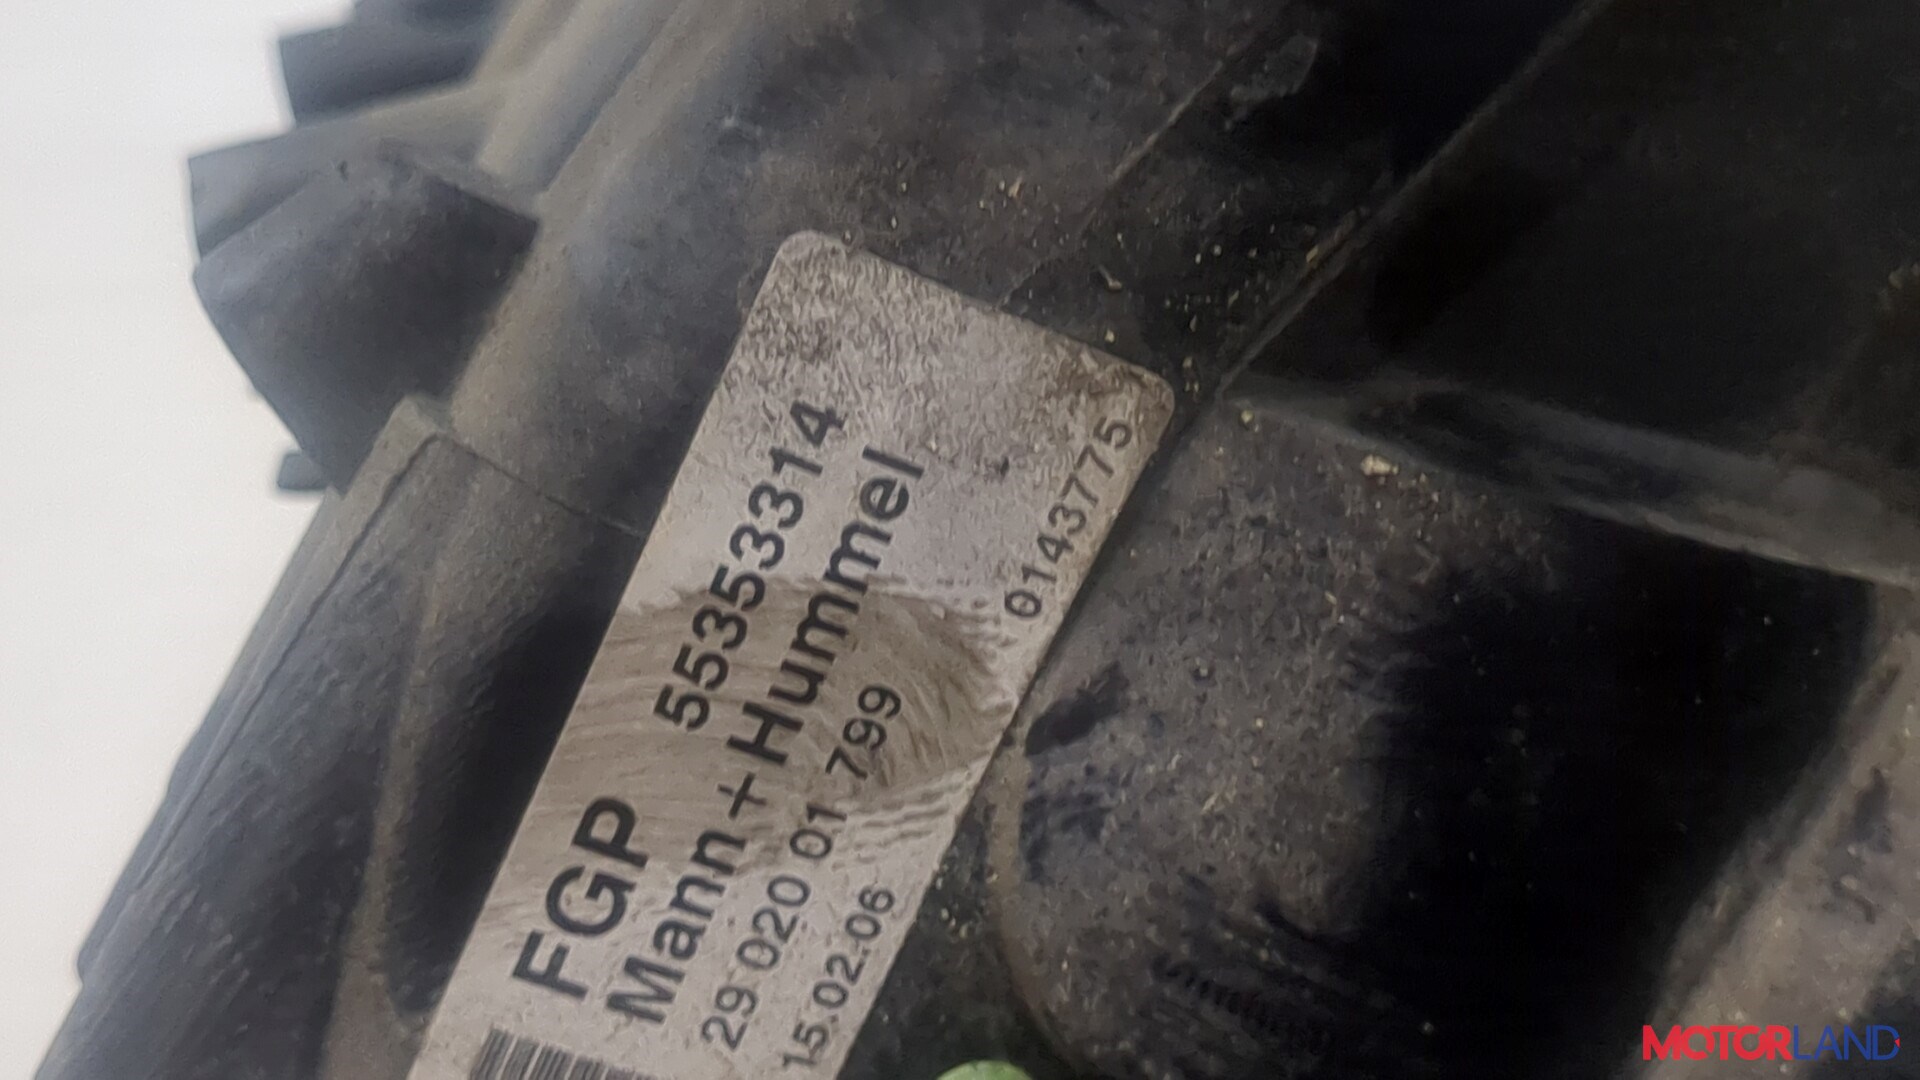 FGP 55353314
Mann+Hummel
29 020 01 799
15.02.06 0143775
MOTORLAND